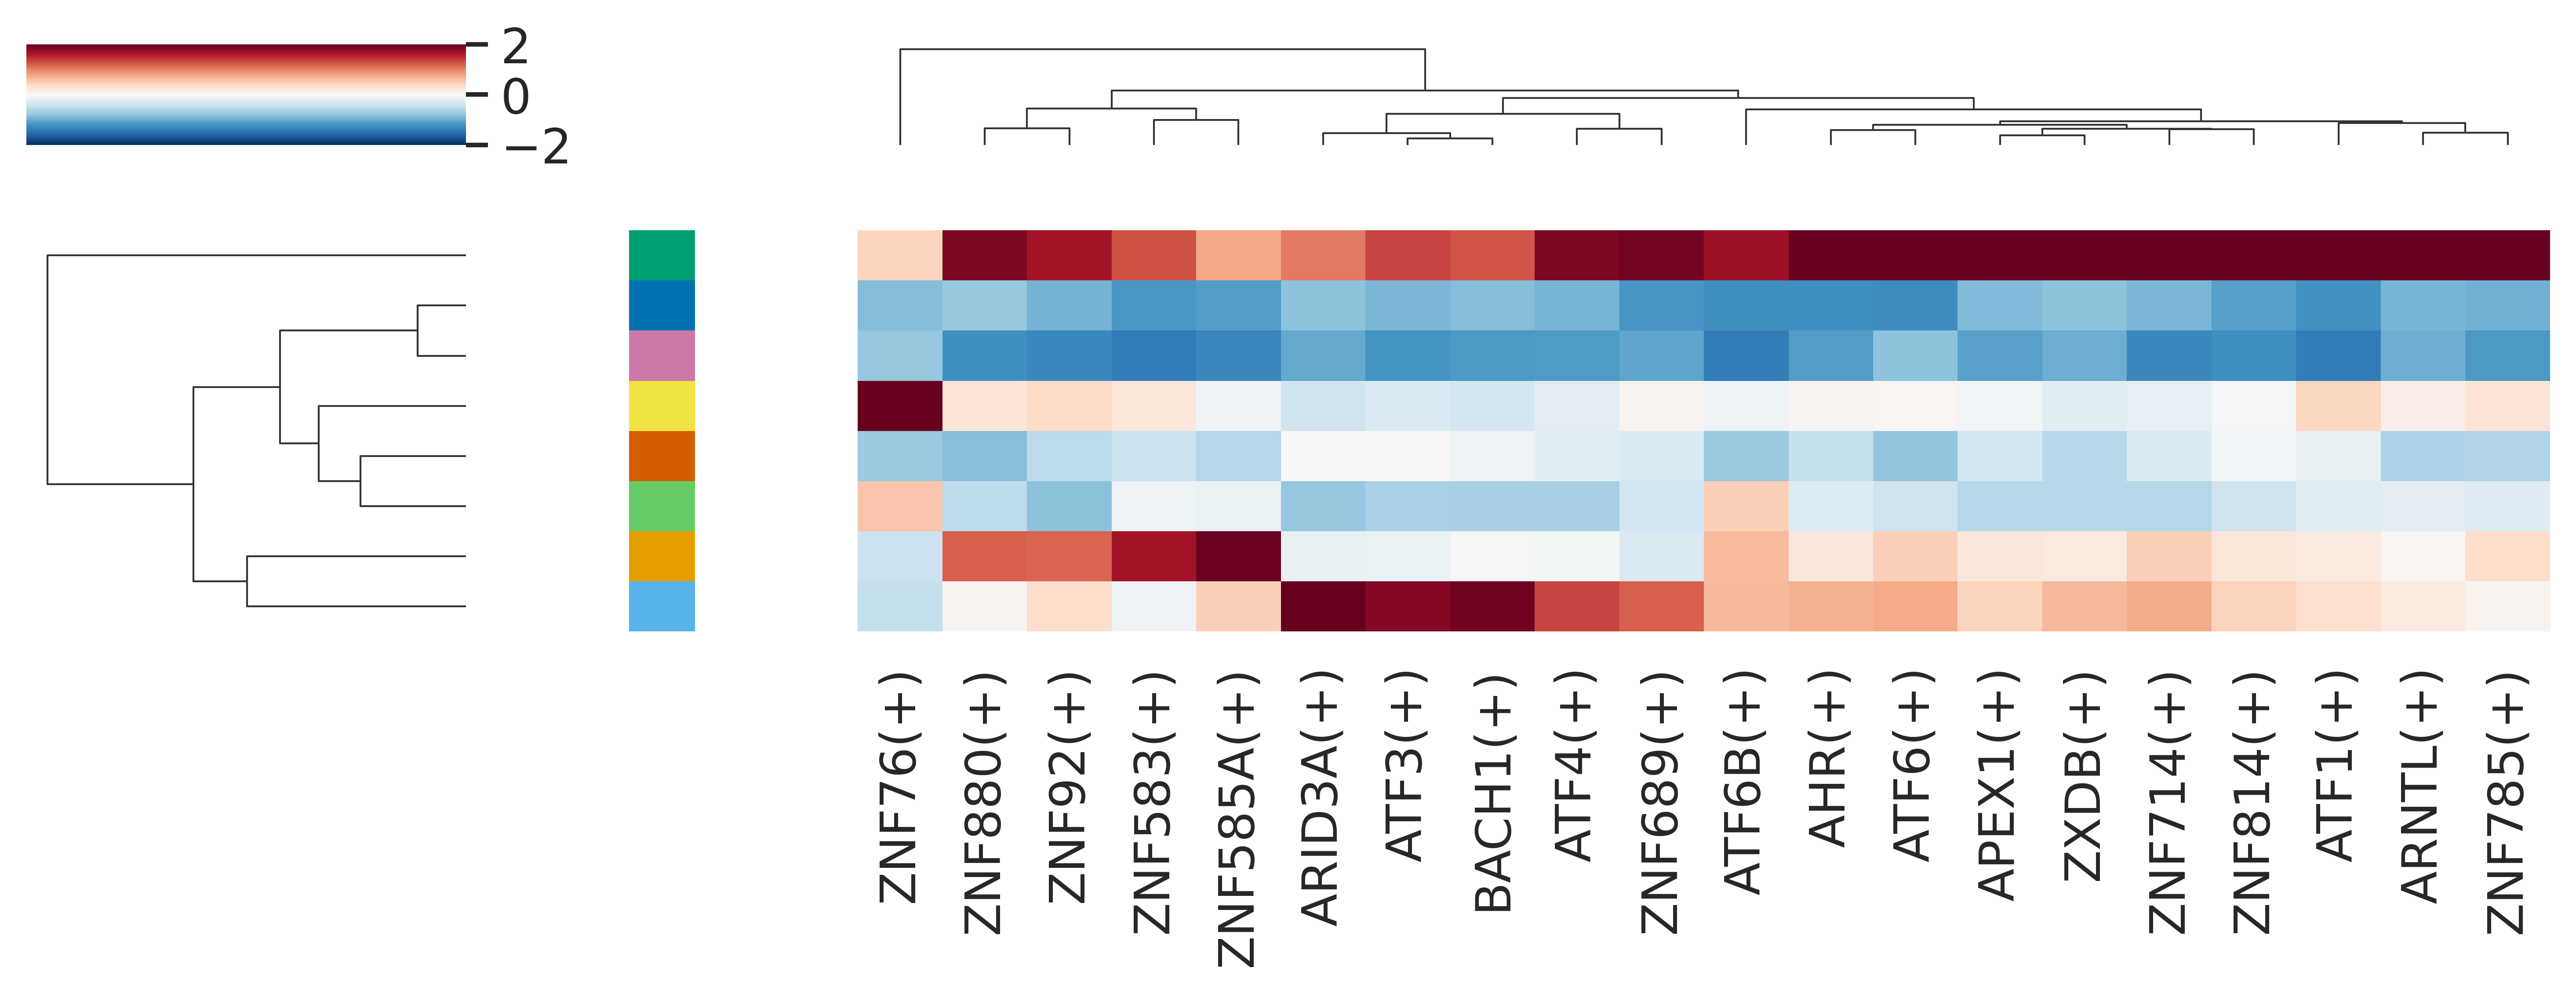 2
0
−2
ZNF76(+)
ZNF880(+)
ZNF92(+)
ZNF583(+)
ZNF585A(+)
ARID3A(+)
ATF3(+)
BACH1(+)
ATF4(+)
ZNF689(+)
ATF6B(+)
AHR(+)
ATF6(+)
APEX1(+)
ZXDB(+)
ZNF714(+)
ZNF814(+)
ATF1(+)
ARNTL(+)
ZNF785(+)